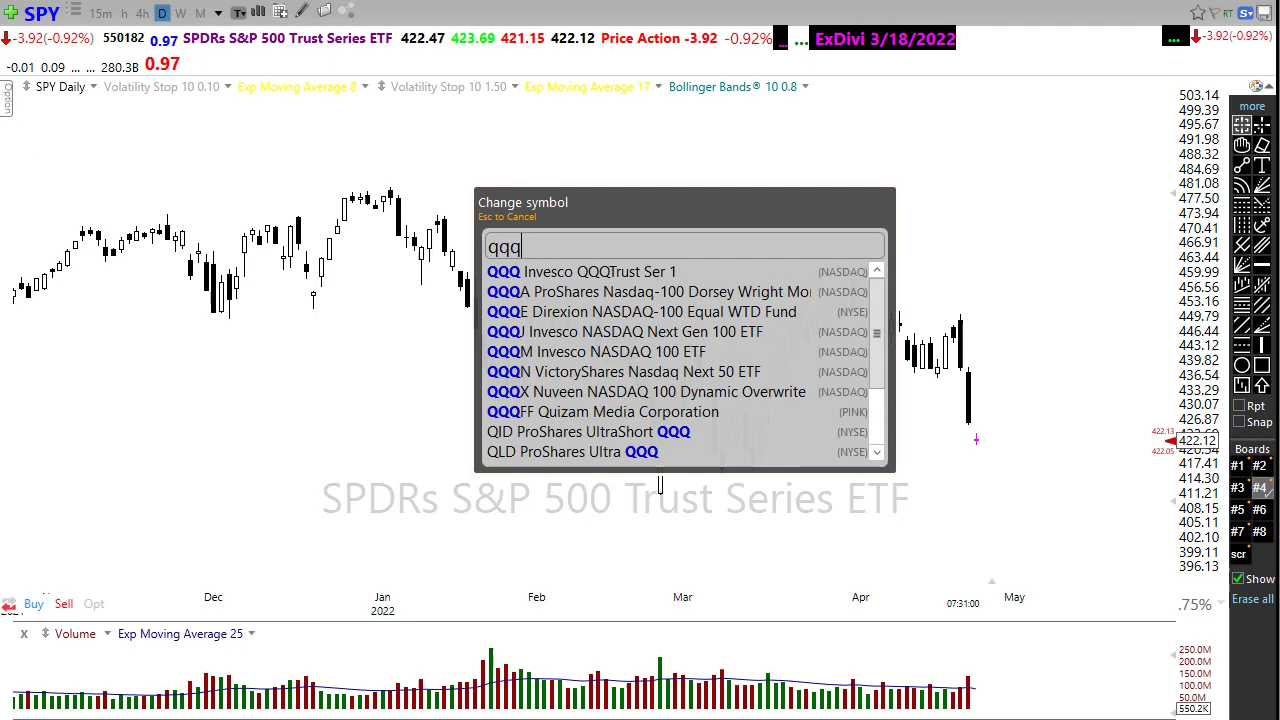 SPY 15m h 4h D W M T RT S
-3.92(-0.92%) 550182 0.97 SPDRs S&P 500 Trust Series ETF 422.47 423.69 421.15 422.12 Price Action -3.92 -0.92% ... ... ExDivi 3/18/2022 ... -3.92(-0.92%)
-0.01 0.09 ... ... 280.3B 0.97
Option
SPY Daily Volatility Stop 10 0.10 Exp Moving Average 8 Volatility Stop 10 1.50 Exp Moving Average 17 Bollinger Bands® 10 0.8
503.14
499.39
495.67
491.98
488.32
484.69
481.08
477.50
473.94
470.41
466.91
463.44
459.99
456.56
453.16
449.79
446.44
443.12
439.82
436.54
433.29
430.07
426.87
422.13
422.12
422.05
417.41
414.30
411.21
408.15
405.11
402.10
399.11
396.13
Change symbol
Esc to Cancel
qqq
QQQ Invesco QQQTrust Ser 1 (NASDAQ)
QQQA ProShares Nasdaq-100 Dorsey Wright Mor (NASDAQ)
QQQE Direxion NASDAQ-100 Equal WTD Fund (NYSE)
QQQJ Invesco NASDAQ Next Gen 100 ETF (NASDAQ)
QQQM Invesco NASDAQ 100 ETF (NASDAQ)
QQQN VictoryShares Nasdaq Next 50 ETF (NASDAQ)
QQQX Nuveen NASDAQ 100 Dynamic Overwrite (NASDAQ)
QQQFF Quizam Media Corporation (PINK)
QID ProShares UltraShort QQQ (NYSE)
QLD ProShares Ultra QQQ (NYSE)
SPDRs S&P 500 Trust Series ETF
more
T
Rpt
Snap
Boards
#1 #2
#3 #4
#5 #6
#7 #8
scr
Show
Erase all
Buy Sell Opt
Dec Jan Feb Mar Apr May
2022
07:31:00
.75%
X Volume Exp Moving Average 25
250.0M
200.0M
150.0M
100.0M
50.0M
550.2K